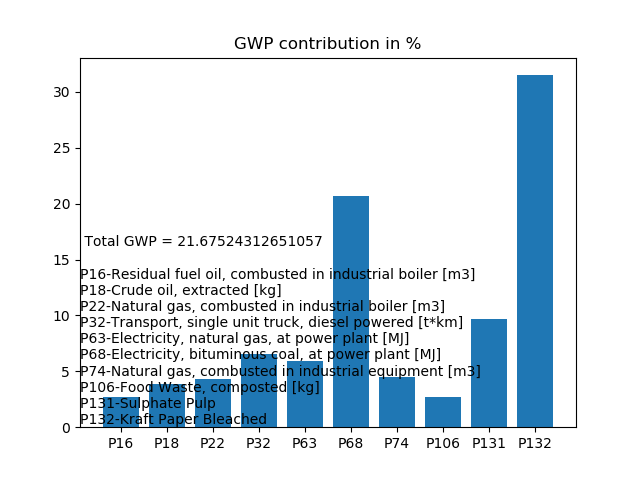 GWP contribution in %
30
25
20
15
10
5
0
Total GWP = 21.67524312651057
P16-Residual fuel oil, combusted in industrial boiler [m3]
P18-Crude oil, extracted [kg]
P22-Natural gas, combusted in industrial boiler [m3]
P32-Transport, single unit truck, diesel powered [t*km]
P63-Electricity, natural gas, at power plant [MJ]
P68-Electricity, bituminous coal, at power plant [MJ]
P74-Natural gas, combusted in industrial equipment [m3]
P106-Food Waste, composted [kg]
P131-Sulphate Pulp
P132-Kraft Paper Bleached
P16 P18 P22 P32 P63 P68 P74 P106 P131 P132